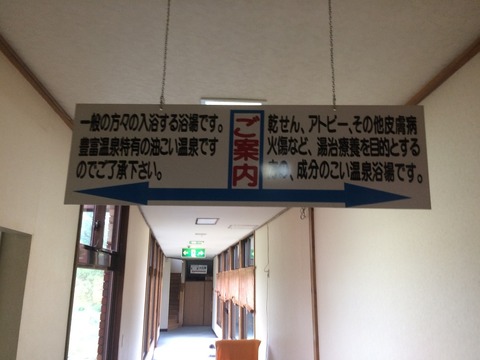 一般の方々の入浴する浴場です。
豊富温泉特有の油こい温泉です
のでご了承下さい。
ご案内
乾せん、アトピー、その他皮膚病
火傷など、湯治療養を目的とする
、成分のこい温泉浴場です。